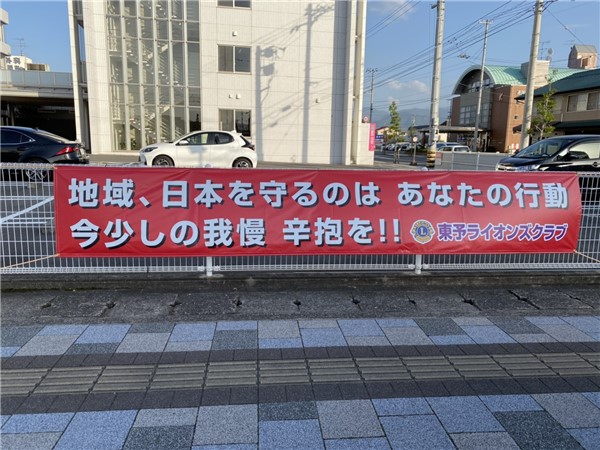 地域、日本を守るのは あなたの行動
今少しの我慢 辛抱を!! L 東予ライオンズクラブ